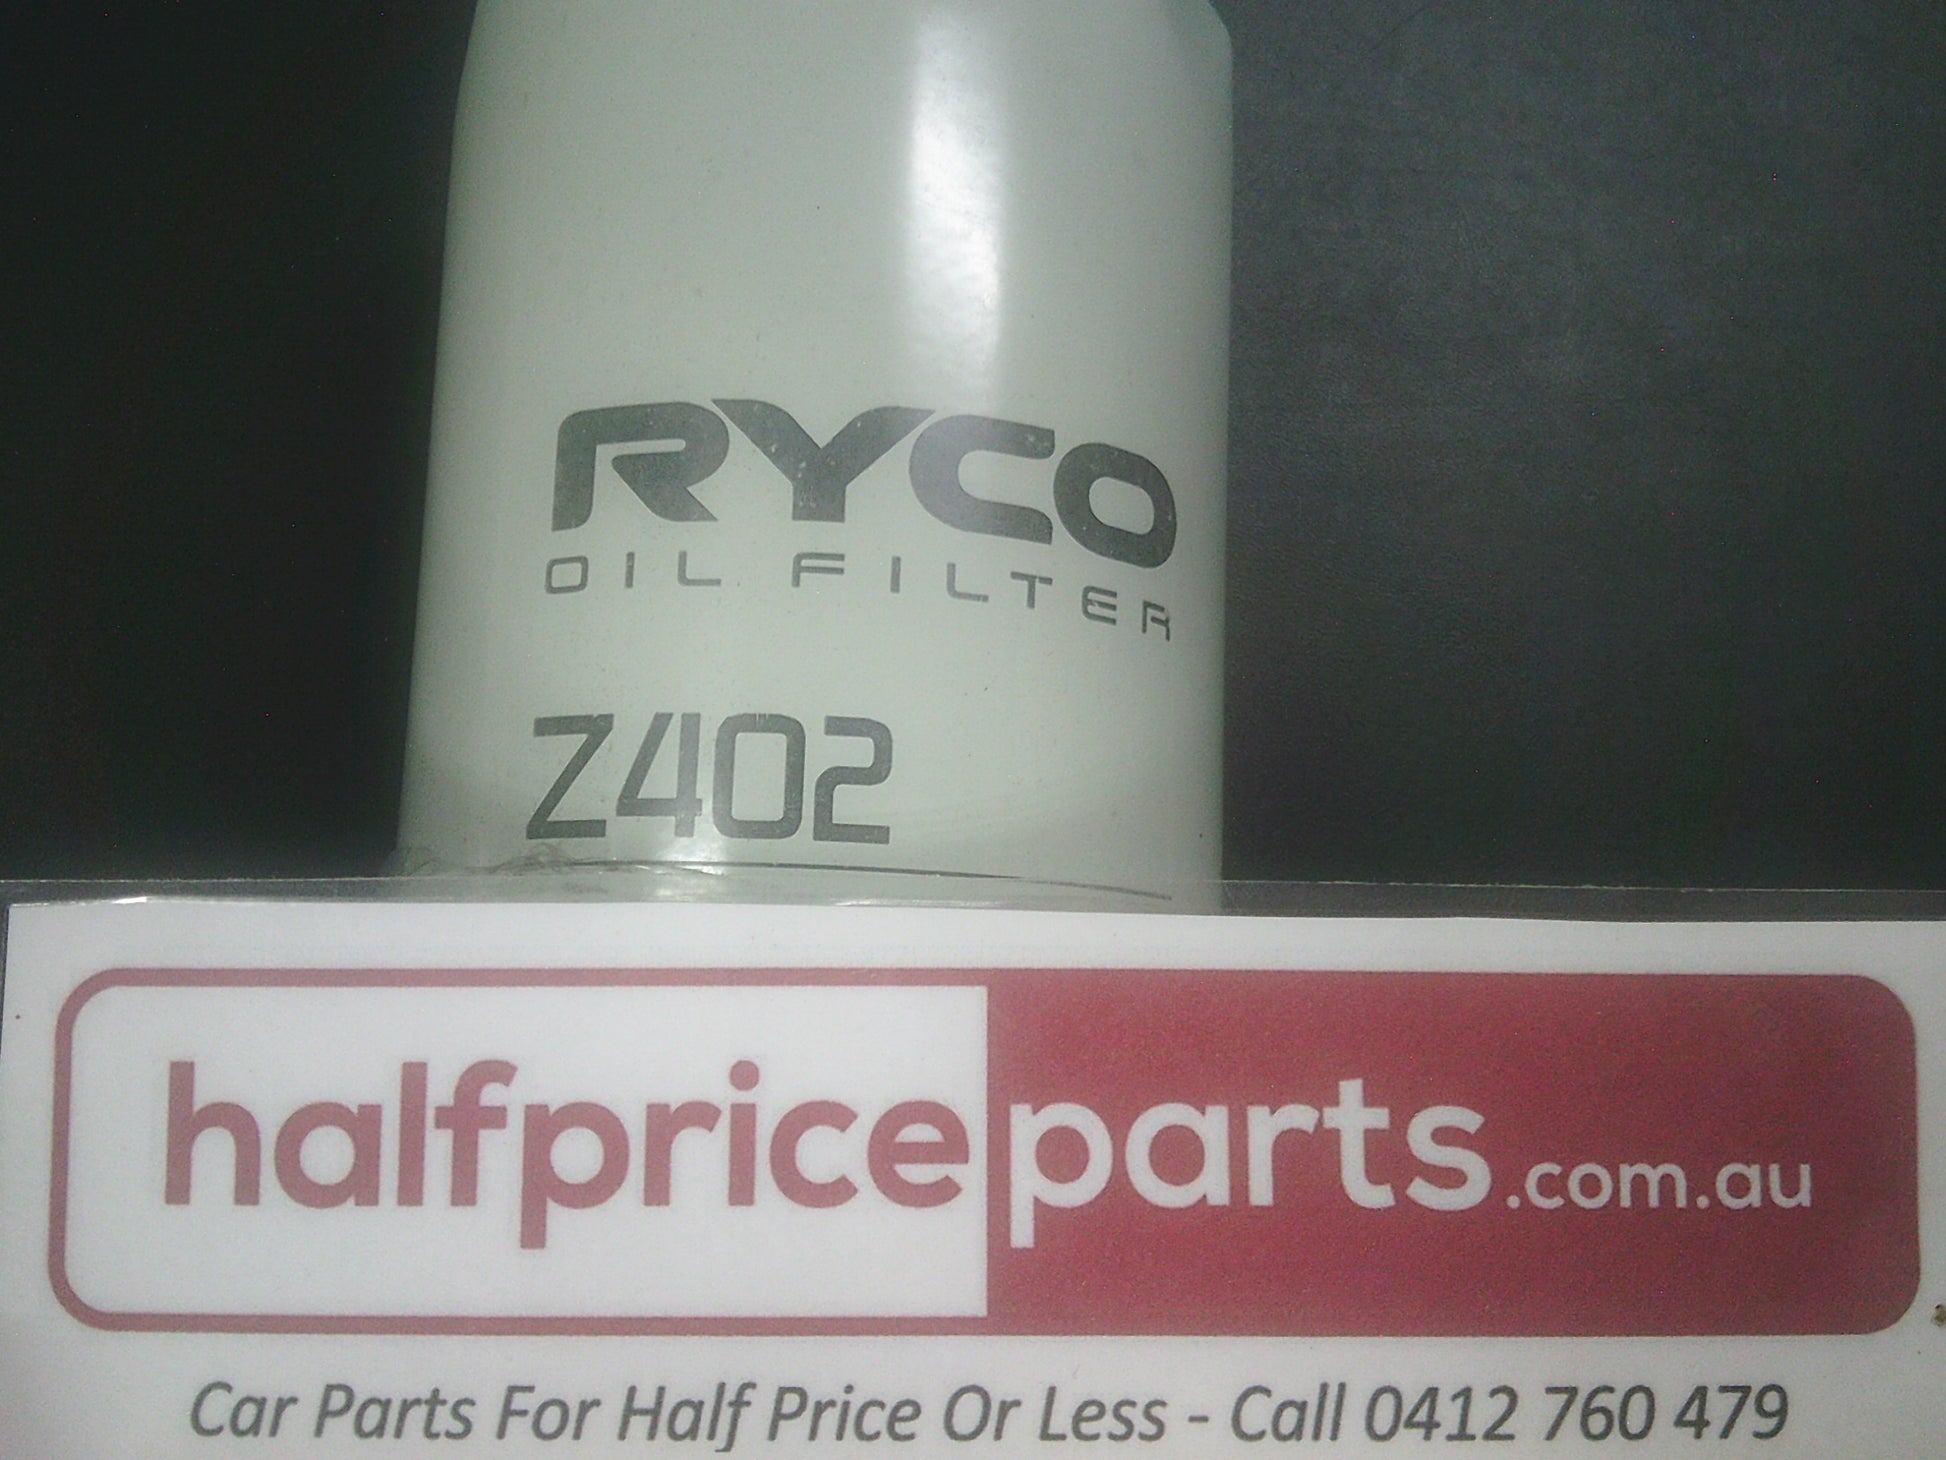 RYCO
OIL FILTER
Z402
halfpriceparts.com.au
Car Parts For Half Price Or Less - Call 0412 760 479